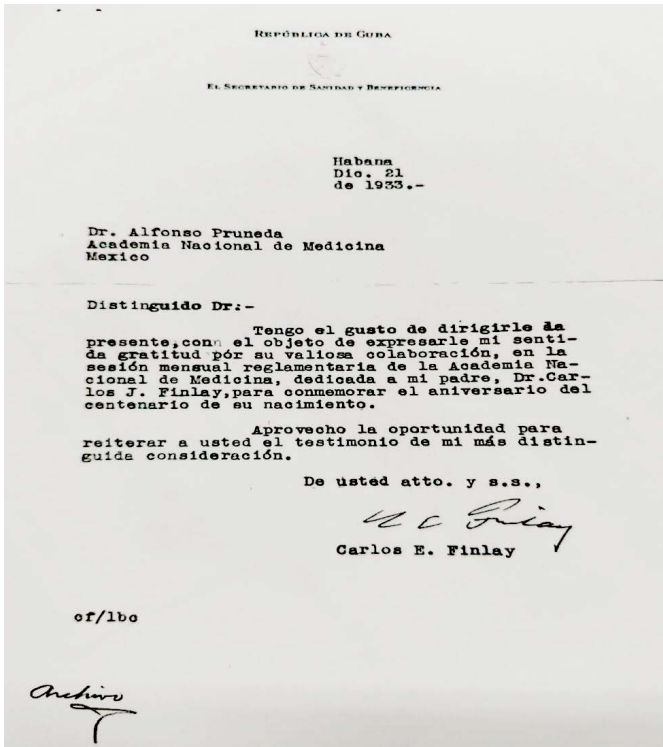 REPÚBLICA DE CUBA
EL SECRETARIO DE SANIDAD Y BENEFICENCIA
Habana
Dic. 21
de 1933.-
Dr. Alfonso Pruneda
Academia Nacional de Medicina
Mexico
Distinguido Dr:-
Tengo el gusto de dirigirle la
presente,conn el objeto de expresarle mi senti-
da gratitud pór su valiosa colaboración, en la
sesión mensual reglamentaria de la Academia Na-
cional de Medicina, dedicada a mi padre, Dr.Car-
los J. Finlay,para conmemorar el aniversario del
centenario de su nacimiento.
Aprovecho la oportunidad para
reiterar a usted el testimonio de mi más distin-
guida consideración.
De usted atto. y s.s.,
Finlay
Carlos E. Finlay
cf/lbc
Archivo